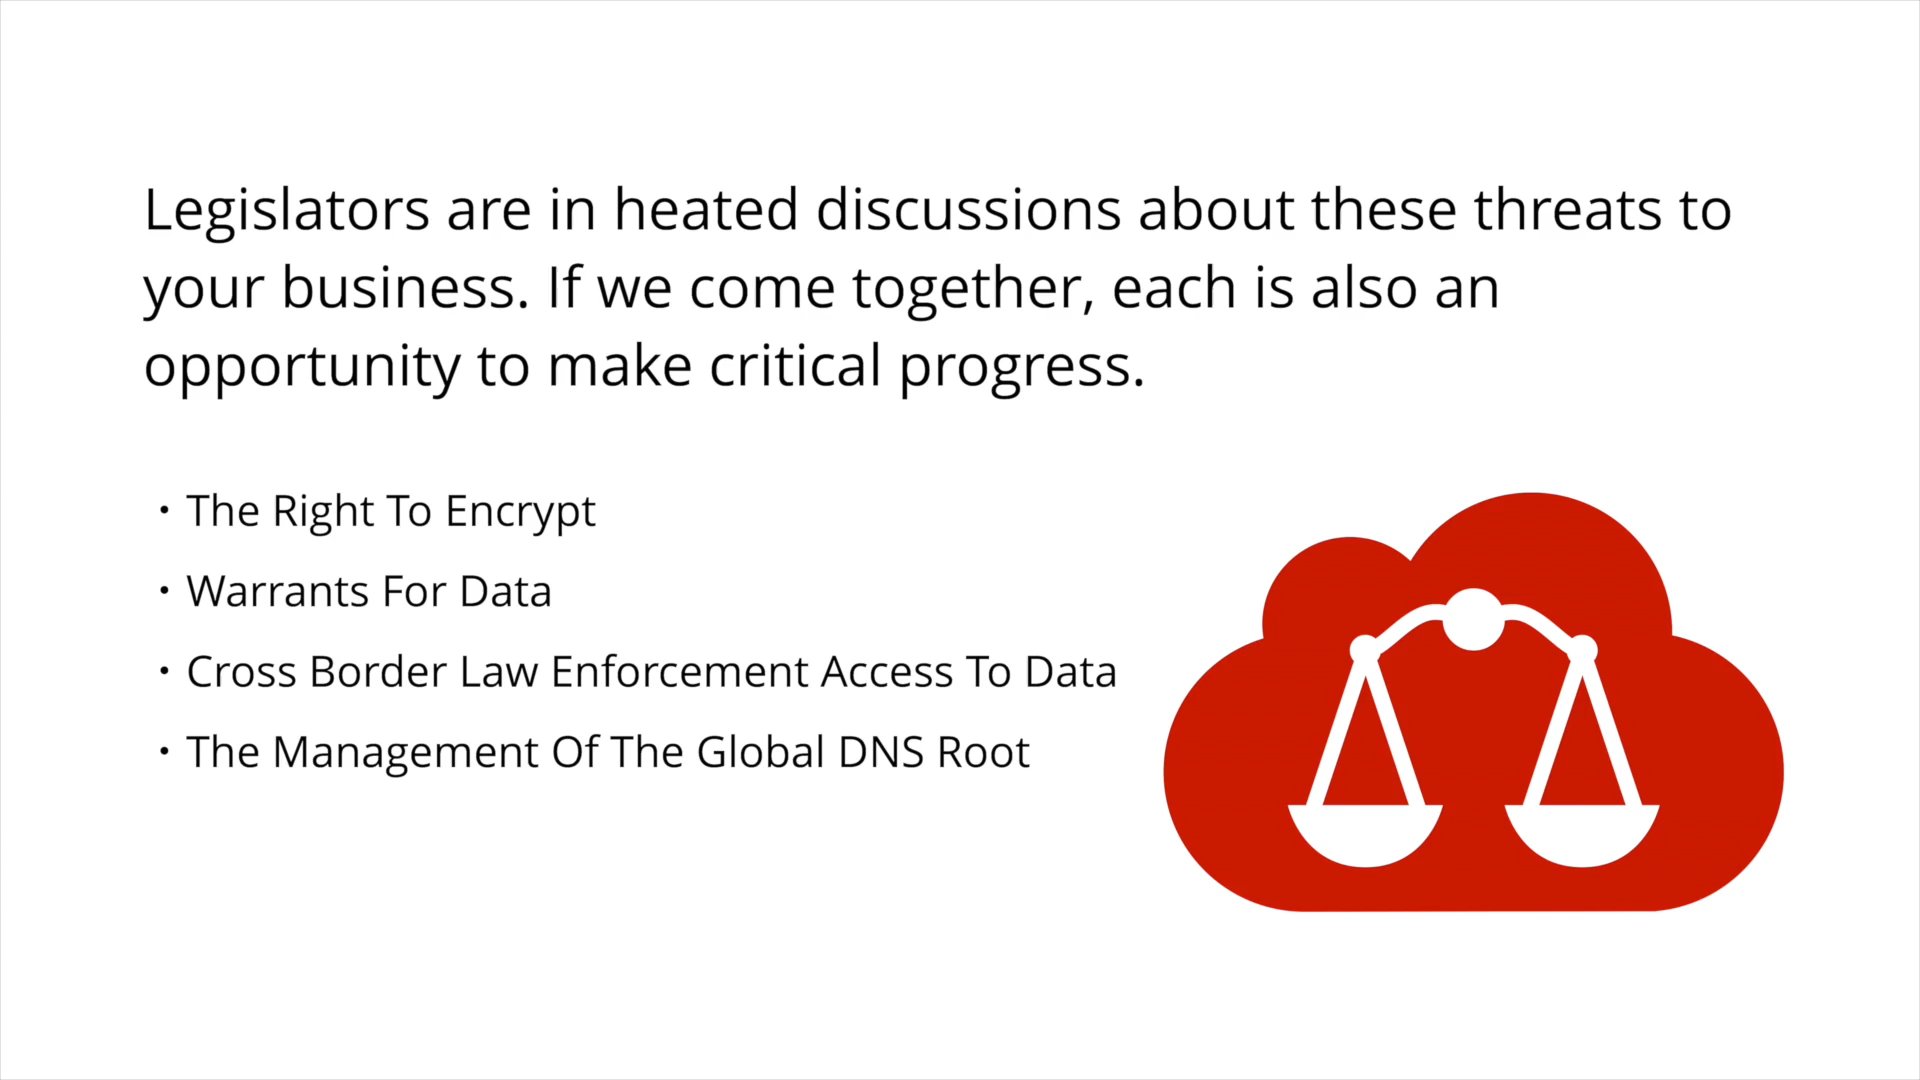 Legislators are in heated discussions about these threats to
your business. If we come together, each is also an
opportunity to make critical progress.
• The Right To Encrypt
• Warrants For Data
• Cross Border Law Enforcement Access To Data
• The Management Of The Global DNS Root